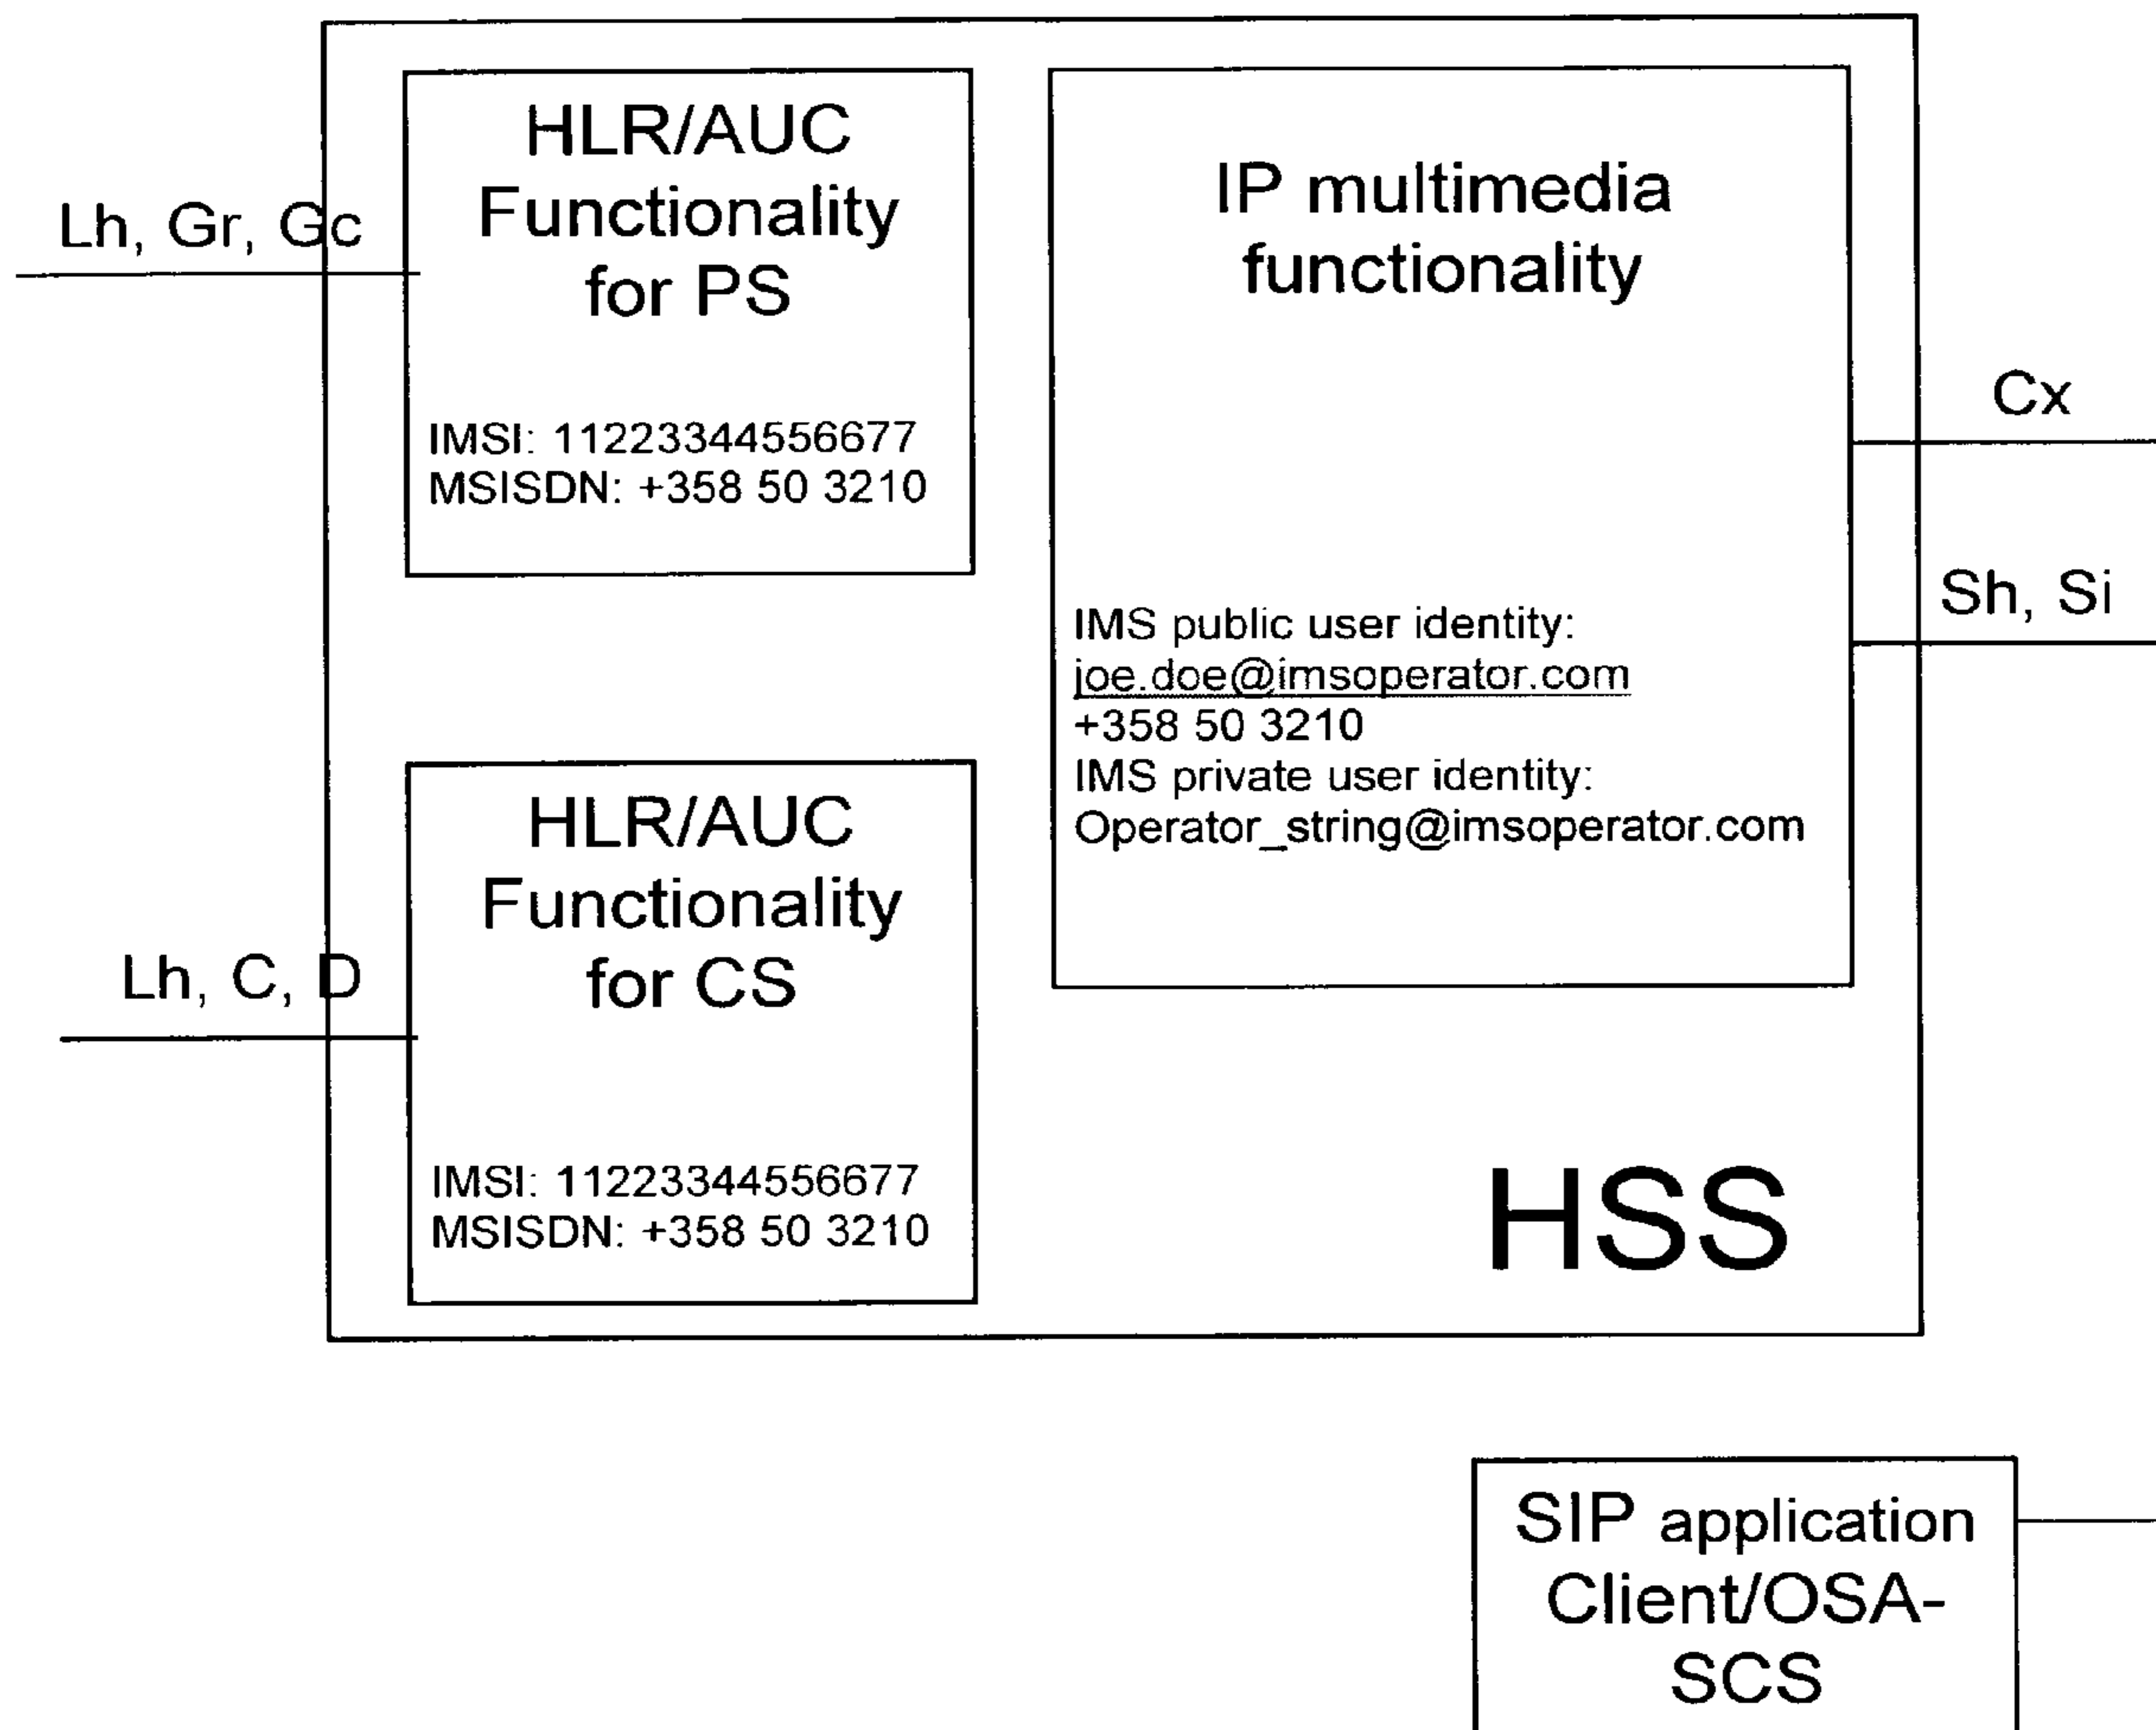 HLR/AUC
Functionality
for PS
Lh, Gr, Gc
IMSI: 11223344556677
MSISDN: +358 50 3210
IP multimedia
functionality
Cx
Sh, Si
IMS public user identity:
joe.doe@imsoperator.com
+358 50 3210
IMS private user identity:
Operator_string@imsoperator.com
HLR/AUC
Functionality
for CS
Lh, C, D
IMSI: 11223344556677
MSISDN: +358 50 3210
HSS
SIP application
Client/OSA-
SCS